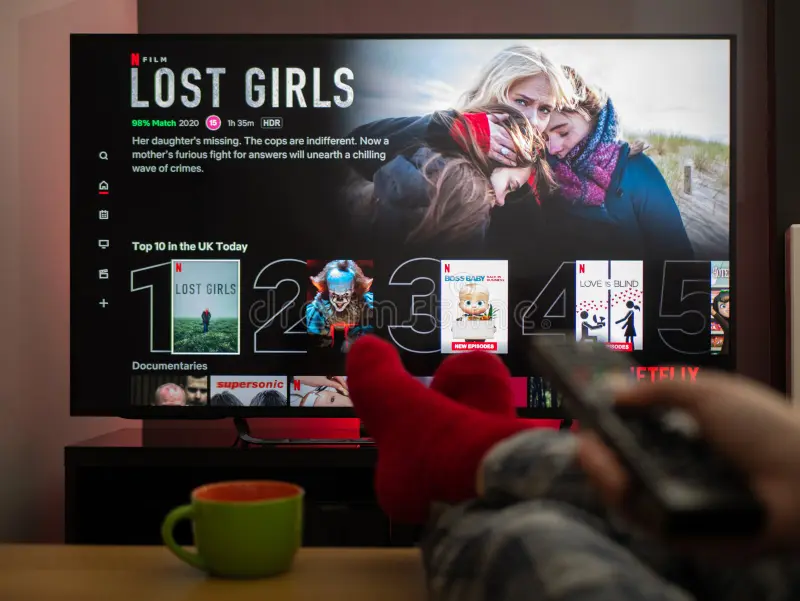 N FILM
LOST GIRLS
98% Match 2020 15 1h 35m HDR
Her daughter's missing. The cops are indifferent. Now a
mother's furious fight for answers will unearth a chilling
wave of crimes.
Top 10 in the UK Today
1 N LOST GIRLS
2
3 N BOSS BABY
NEW EPISODES
4 N LOVE IS BLIND
EPISODES
5
dreamstime
Documentaries
supersonic
N
NETFLIX